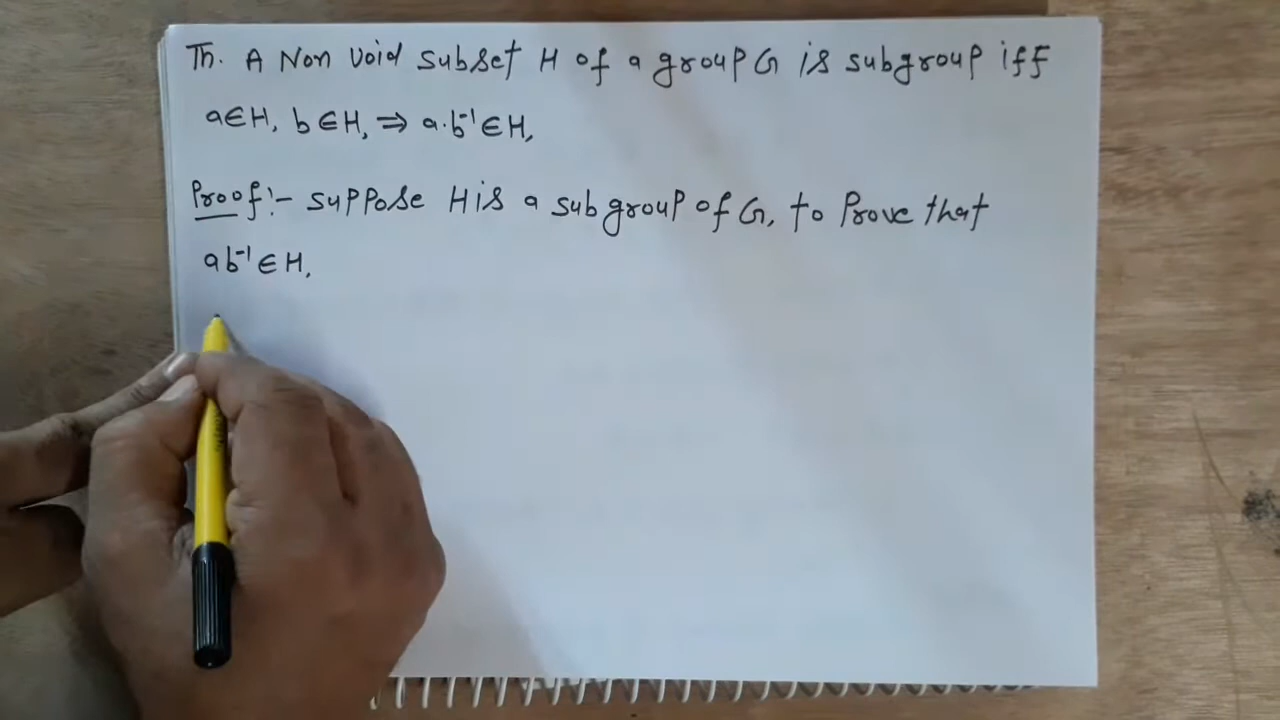 Th. A Non void subset H of a group G is subgroup iff
a∈H, b∈H, ⇒ a·b⁻¹∈H,
Proof:- suppose H is a subgroup of G, to Prove that
ab⁻¹∈H,